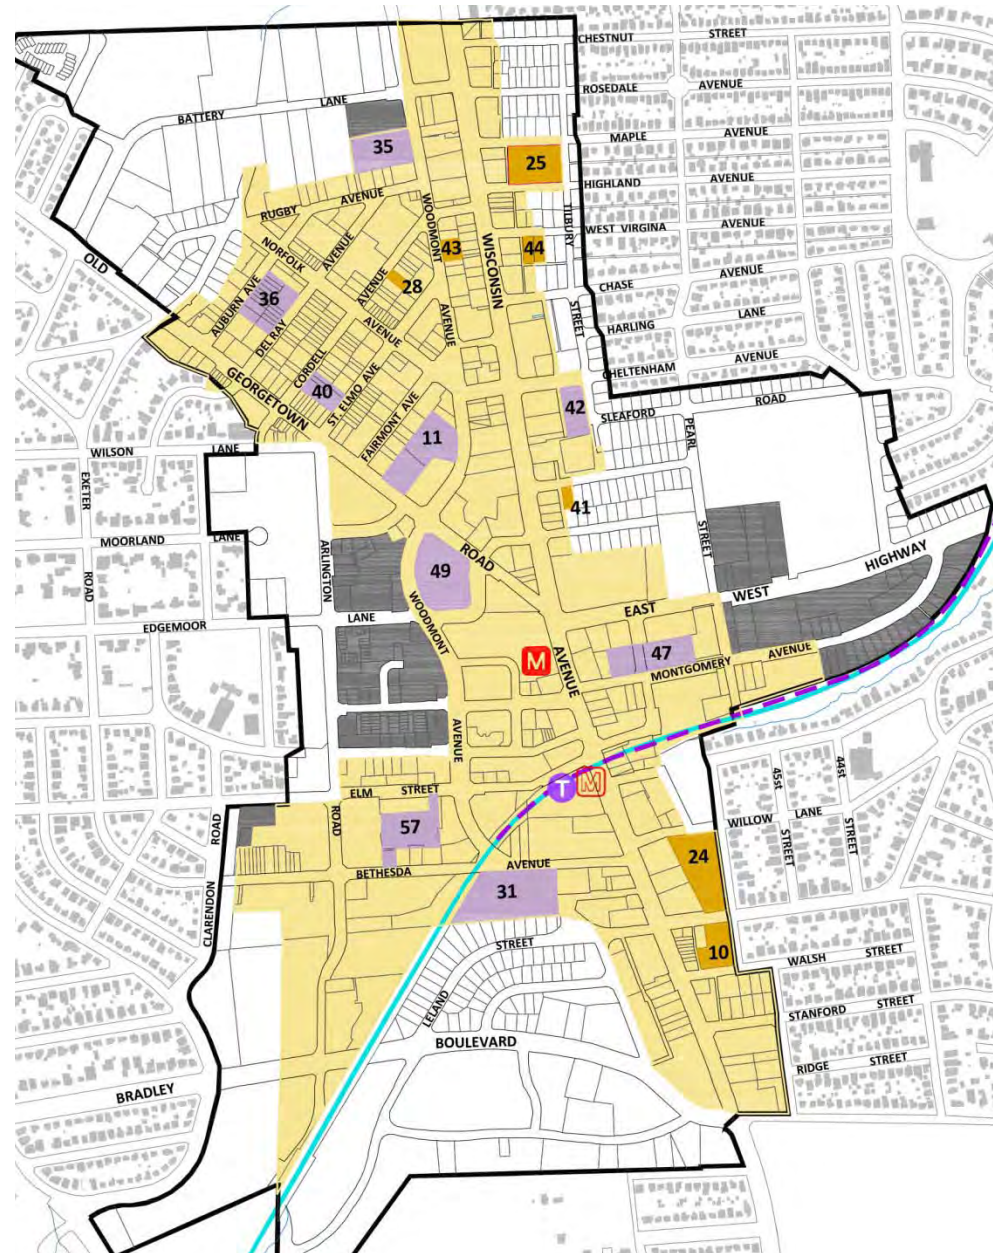 CHESTNUT STREET
ROSEDALE AVENUE
BATTERY LANE
MAPLE AVENUE
35
25
HIGHLAND AVENUE
RUGBY AVENUE
WOODMONT
TILBURY
WEST VIRGINIA AVENUE
NORFOLK
AVENUE
43
WISCONSIN
44
OLD
AVENUE
28
CHASE AVENUE
36
AUBURN AVE
DEL RAY
AVENUE
AVENUE
STREET
HARLING LANE
CORDELL
CHELTENHAM AVENUE
GEORGETOWN
40
ST. ELMO AVE
42
SLEAFORD ROAD
FAIRMONT AVE
11
PEARL
WILSON LANE
EXETER
41
MOORLAND LANE
ARLINGTON
ROAD
STREET
HIGHWAY
49
ROAD
WEST
EAST
EDGEMOOR LANE
WOODMONT
M
AVENUE
47
MONTGOMERY AVENUE
AVENUE
T
M
45st
44st
ELM STREET
ROAD
ROAD
57
WILLOW LANE
STREET
STREET
BETHESDA AVENUE
24
31
CLARENDON
STREET
10
WALSH STREET
LELAND
STANFORD STREET
BOULEVARD
RIDGE STREET
BRADLEY